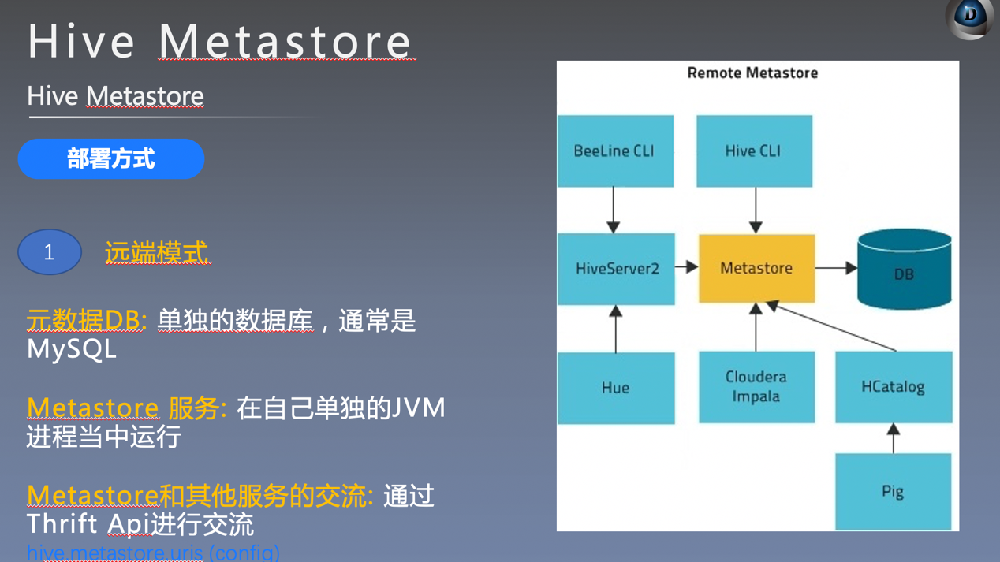 Hive Metastore
Hive Metastore
部署方式
1
远端模式
元数据DB: 单独的数据库，通常是
MySQL
Metastore 服务: 在自己单独的JVM
进程当中运行
Metastore和其他服务的交流: 通过
Thrift Api进行交流
hive.metastore.uris (config)
D
Remote Metastore
BeeLine CLI
Hive CLI
HiveServer2
Metastore
DB
Hue
Cloudera
Impala
HCatalog
Pig